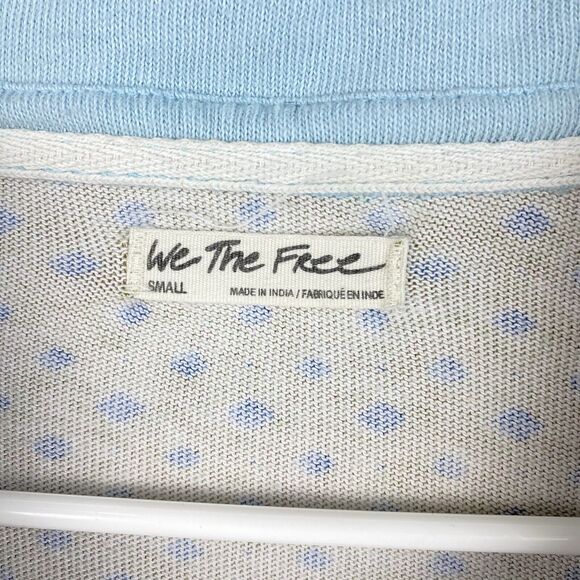 We The Free
SMALL
MADE IN INDIA / FABRIQUÉ EN INDE